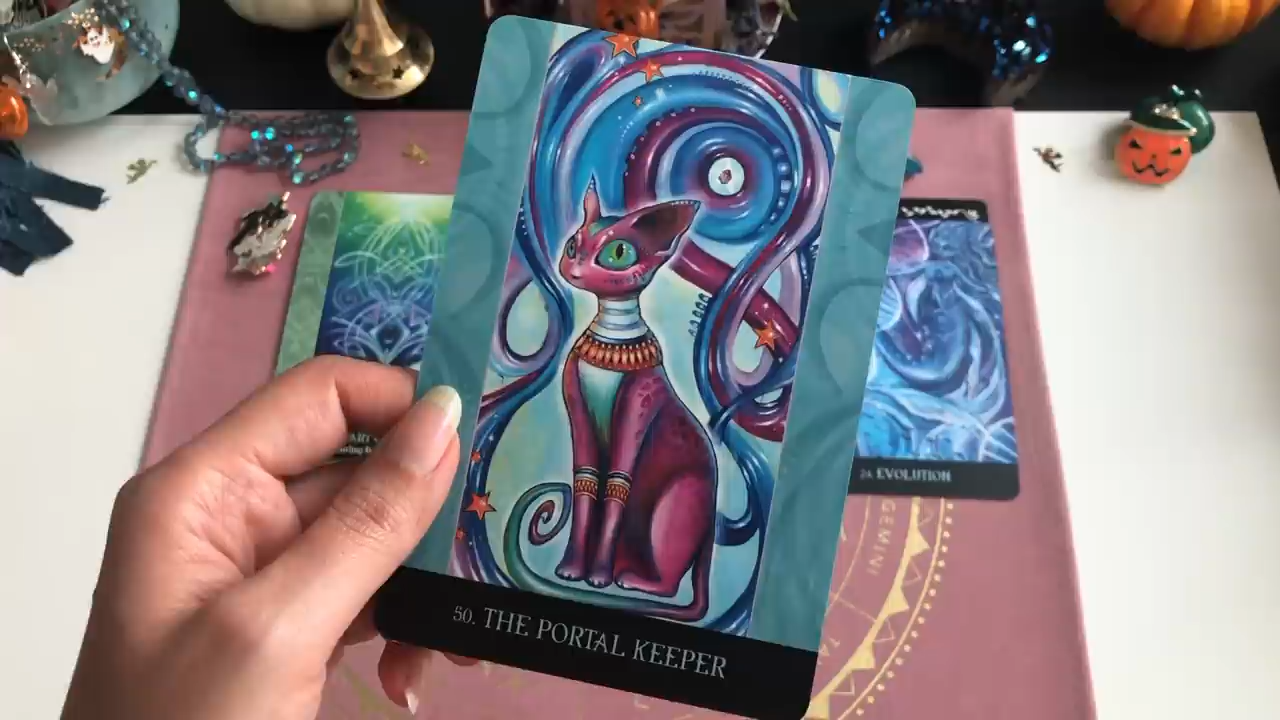 50. THE PORTAL KEEPER
24. EVOLUTION
GEMINI